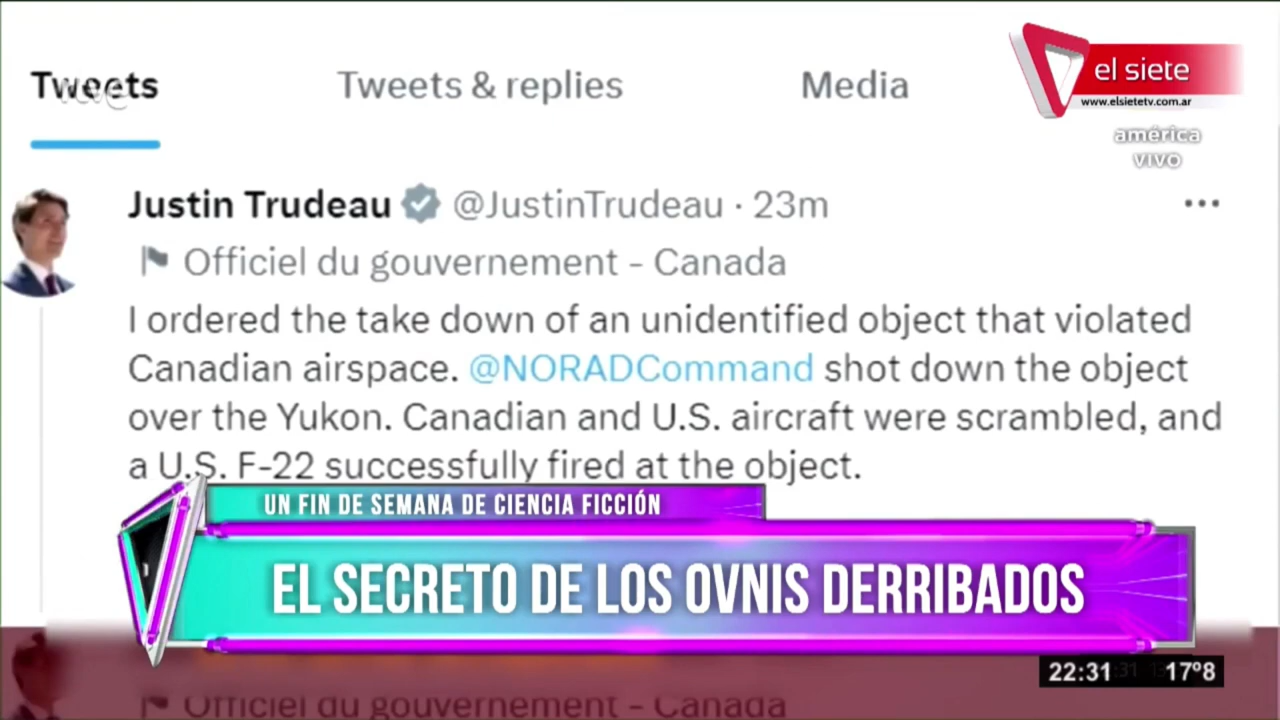 Tweets
Tweets & replies
Media
el siete
www.elsietetv.com.ar
américa
VIVO
Justin Trudeau @JustinTrudeau · 23m
Officiel du gouvernement - Canada
I ordered the take down of an unidentified object that violated
Canadian airspace. @NORADCommand shot down the object
over the Yukon. Canadian and U.S. aircraft were scrambled, and
a U.S. F-22 successfully fired at the object.
UN FIN DE SEMANA DE CIENCIA FICCIÓN
EL SECRETO DE LOS OVNIS DERRIBADOS
22:31 17º8
Officiel du gouvernement - Canada